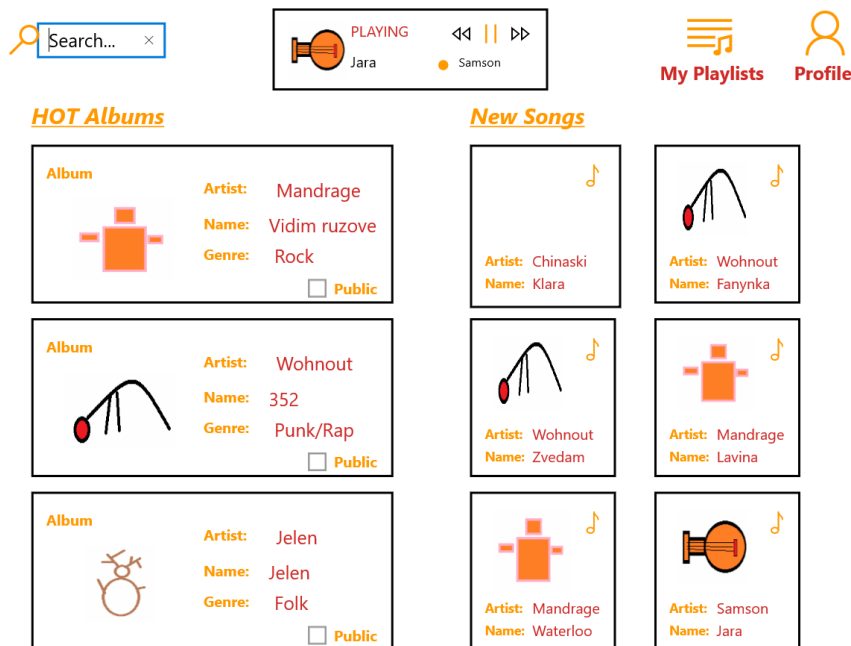 Search...
PLAYING
Jara
Samson
My Playlists
Profile
HOT Albums
Album
Artist: Mandrage
Name: Vidim ruzove
Genre: Rock
Public
Album
Artist: Wohnout
Name: 352
Genre: Punk/Rap
Public
Album
Artist: Jelen
Name: Jelen
Genre: Folk
Public
New Songs
Artist: Chinaski
Name: Klara
Artist: Wohnout
Name: Fanynka
Artist: Wohnout
Name: Zvedam
Artist: Mandrage
Name: Lavina
Artist: Mandrage
Name: Waterloo
Artist: Samson
Name: Jara